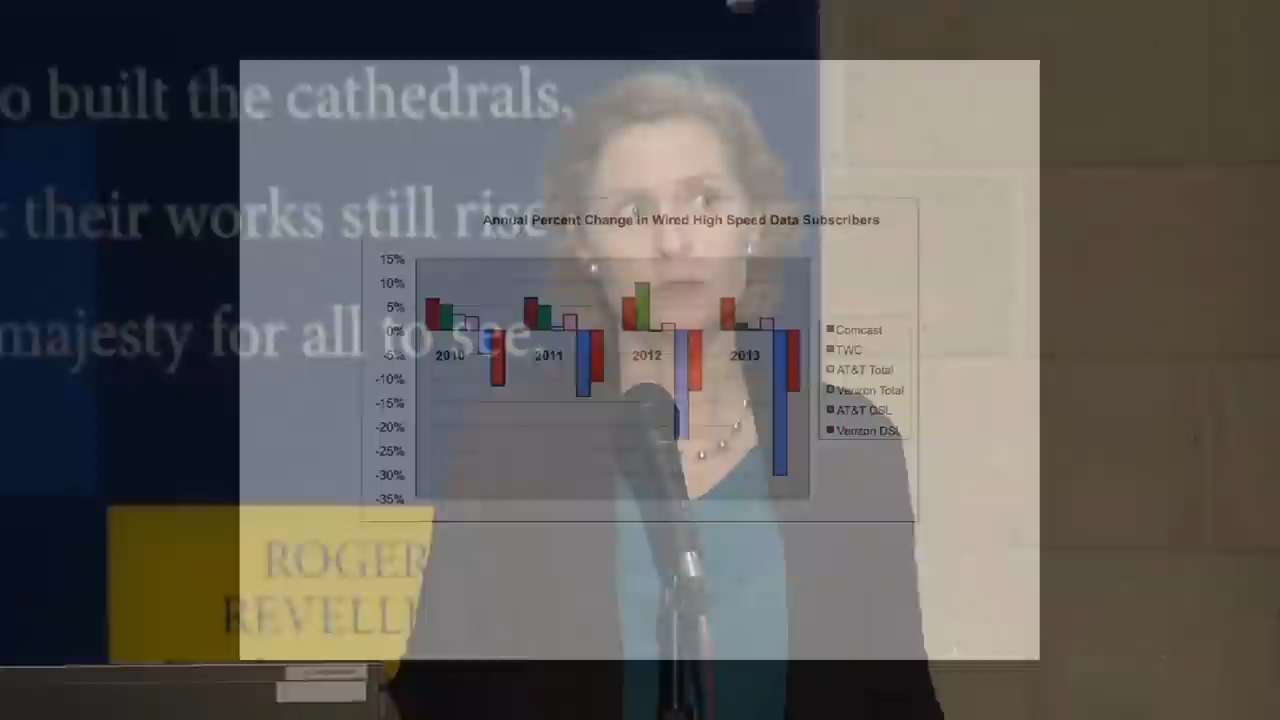 o built the cathedrals,
their works still rise
majesty for all to see.
Annual Percent Change in Wired High Speed Data Subscribers
15%
10%
5%
0%
-5%
-10%
-15%
-20%
-25%
-30%
-35%
2010 2011 2012 2013
Comcast
TWC
AT&T Total
Verizon Total
AT&T DSL
Verizon DSL
ROGER
REVELL